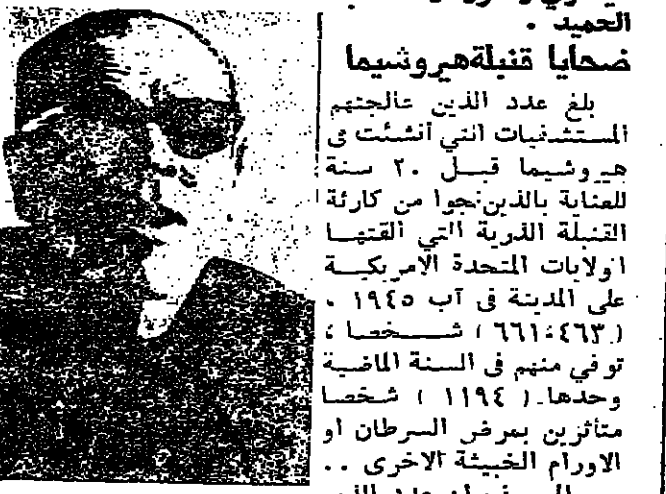 الحميد .
ضحايا قنبلة هيروشيما
بلغ عدد الذين عالجتهم
المستشفيات التي أنشئت في
هيروشيما قبل ٢٠ سنة
للعناية بالذين نجوا من كارثة
القنبلة الذرية التي القتها
الولايات المتحدة الامريكية
على المدينة في آب ١٩٤٥ ،
( ٤٦٣،٦٦١ ) شخصا ،
توفي منهم في السنة الماضية
وحدها ( ١١٩٤ ) شخصا
متأثرين بمرض السرطان او
الاورام الخبيثة الاخرى ..